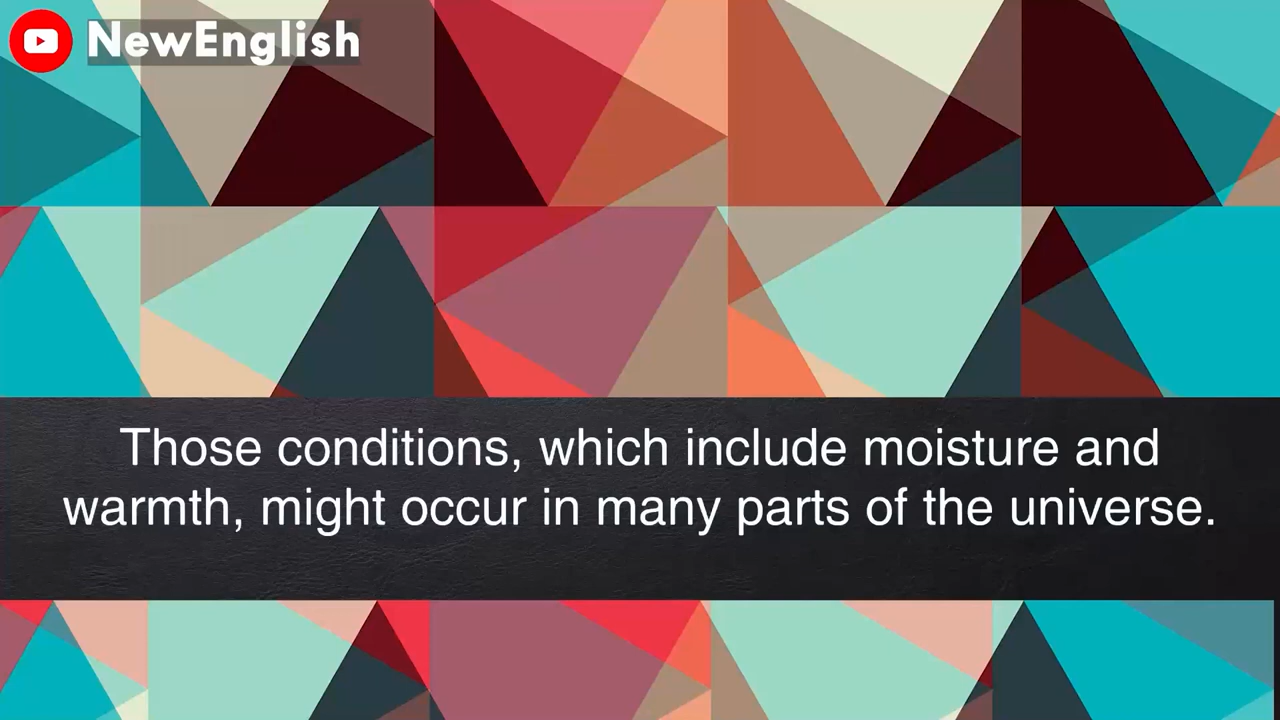 NewEnglish
Those conditions, which include moisture and
warmth, might occur in many parts of the universe.